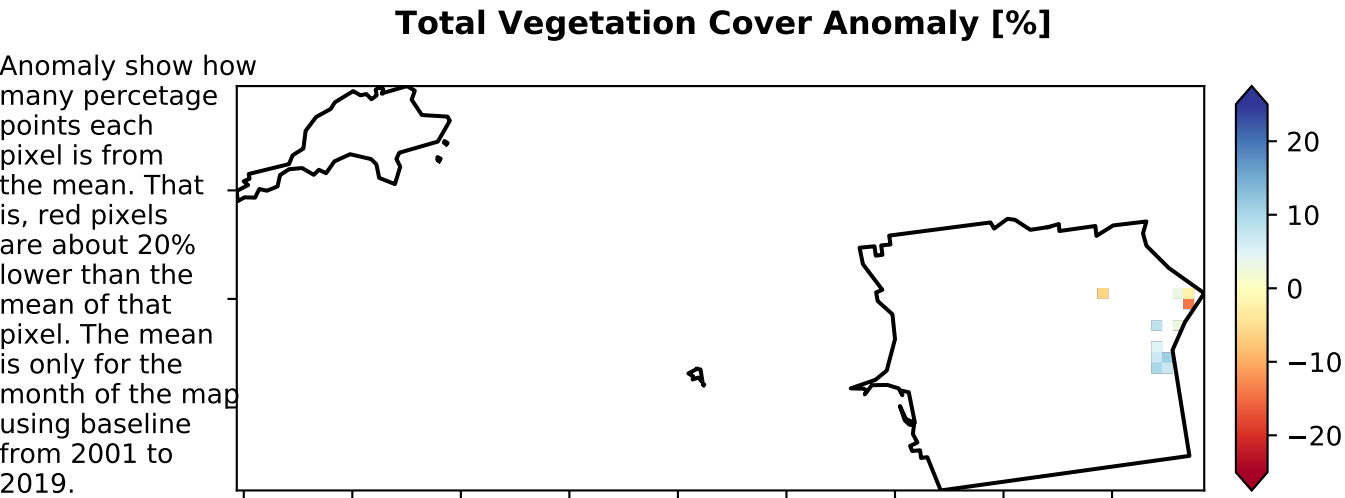 Total Vegetation Cover Anomaly [%]
Anomaly show how
many percetage
points each
pixel is from
the mean. That
is, red pixels
are about 20%
lower than the
mean of that
pixel. The mean
is only for the
month of the map
using baseline
from 2001 to
2019.
20
10
0
−10
−20